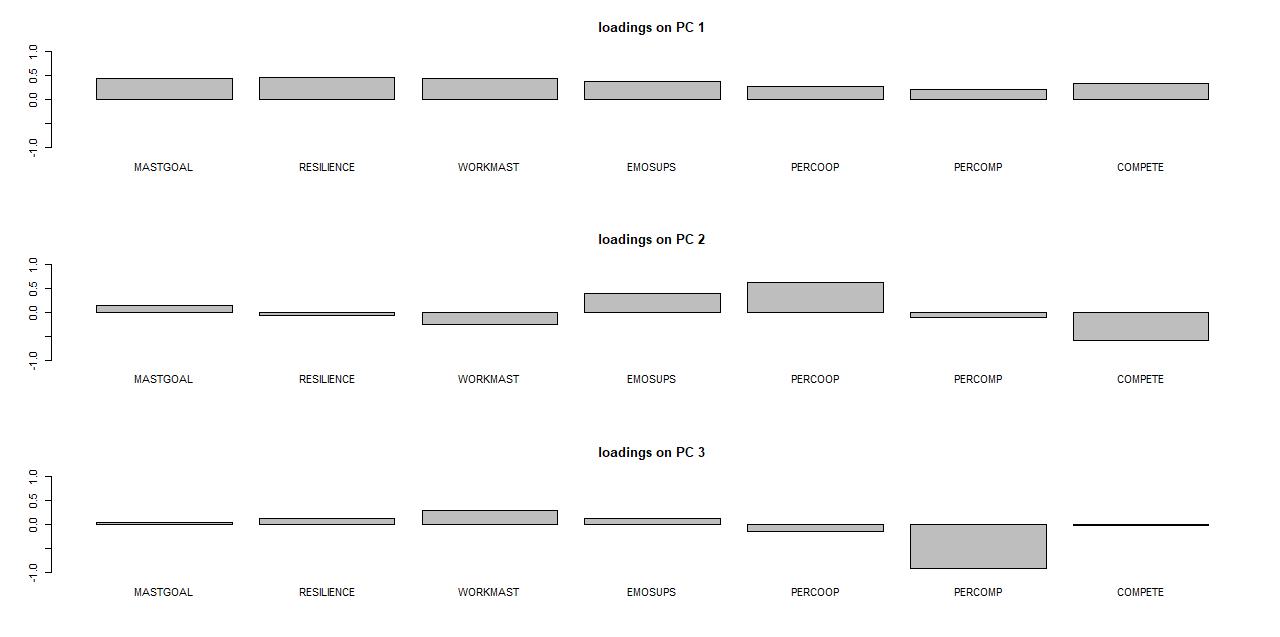 loadings on PC 1
1.0
0.5
0.0
-1.0
MASTGOAL RESILIENCE WORKMAST EMOSUPS PERCOOP PERCOMP COMPETE
loadings on PC 2
1.0
0.5
0.0
-1.0
MASTGOAL RESILIENCE WORKMAST EMOSUPS PERCOOP PERCOMP COMPETE
loadings on PC 3
1.0
0.5
0.0
-1.0
MASTGOAL RESILIENCE WORKMAST EMOSUPS PERCOOP PERCOMP COMPETE